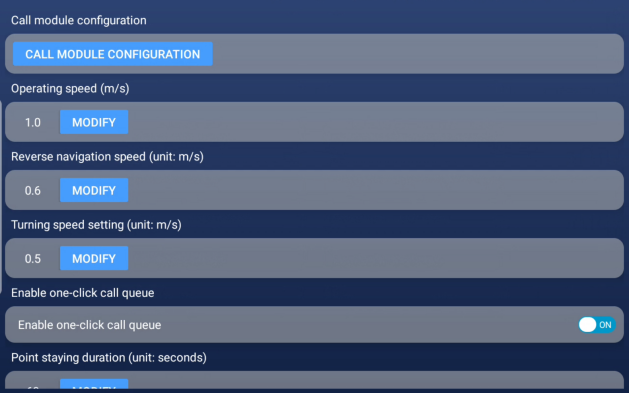 Call module configuration
CALL MODULE CONFIGURATION
Operating speed (m/s)
1.0 MODIFY
Reverse navigation speed (unit: m/s)
0.6 MODIFY
Turning speed setting (unit: m/s)
0.5 MODIFY
Enable one-click call queue
Enable one-click call queue ON
Point staying duration (unit: seconds)